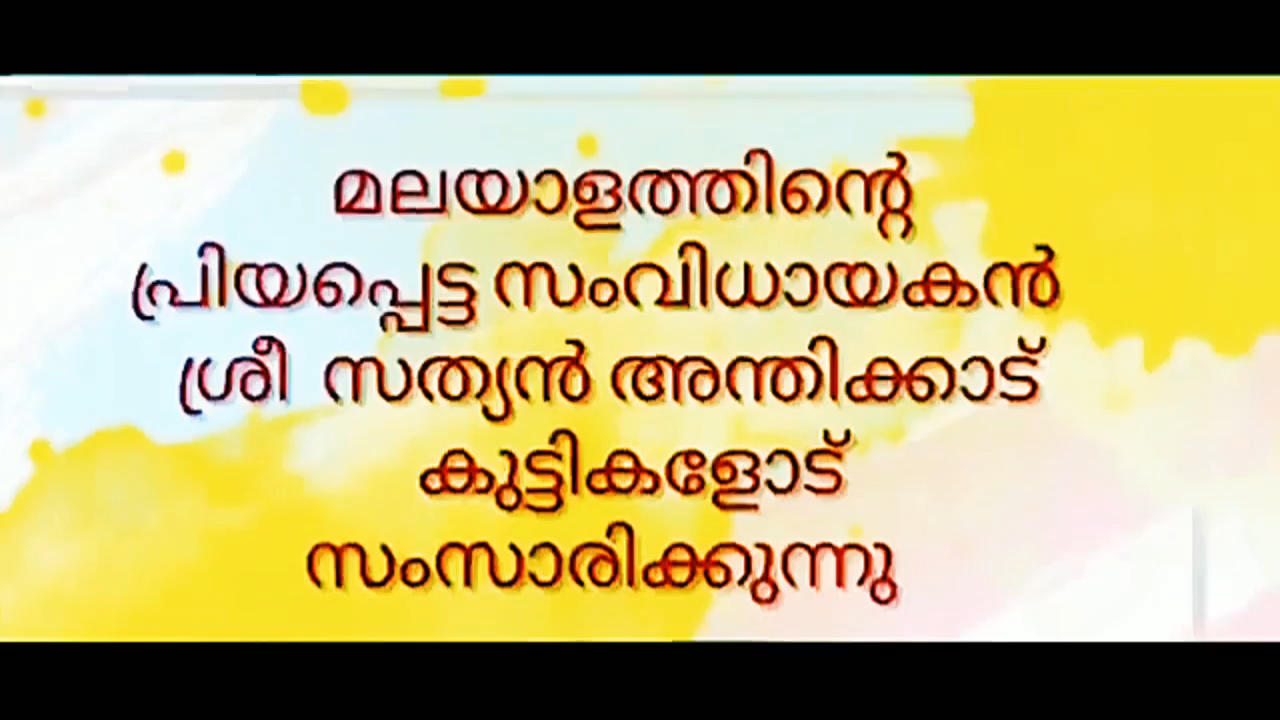 മലയാളത്തിന്റെ
പ്രിയപ്പെട്ട സംവിധായകൻ
ശ്രീ സത്യൻ അന്തിക്കാട്
കുട്ടികളോട്
സംസാരിക്കുന്നു